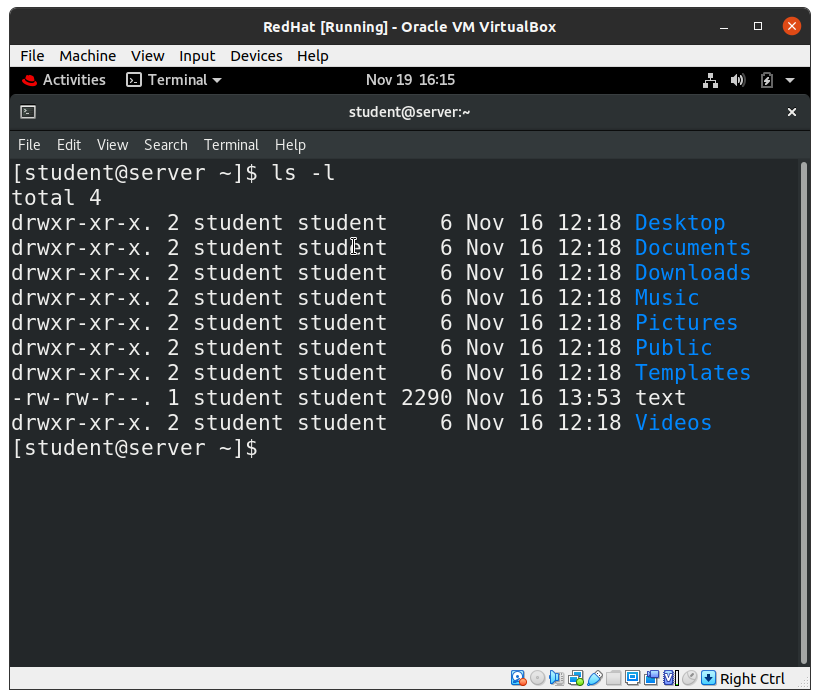 RedHat [Running] - Oracle VM VirtualBox
File Machine View Input Devices Help
Activities Terminal Nov 19 16:15
student@server:~
File Edit View Search Terminal Help
[student@server ~]$ ls -l
total 4
drwxr-xr-x. 2 student student    6 Nov 16 12:18 Desktop
drwxr-xr-x. 2 student student    6 Nov 16 12:18 Documents
drwxr-xr-x. 2 student student    6 Nov 16 12:18 Downloads
drwxr-xr-x. 2 student student    6 Nov 16 12:18 Music
drwxr-xr-x. 2 student student    6 Nov 16 12:18 Pictures
drwxr-xr-x. 2 student student    6 Nov 16 12:18 Public
drwxr-xr-x. 2 student student    6 Nov 16 12:18 Templates
-rw-rw-r--. 1 student student 2290 Nov 16 13:53 text
drwxr-xr-x. 2 student student    6 Nov 16 12:18 Videos
[student@server ~]$
Right Ctrl